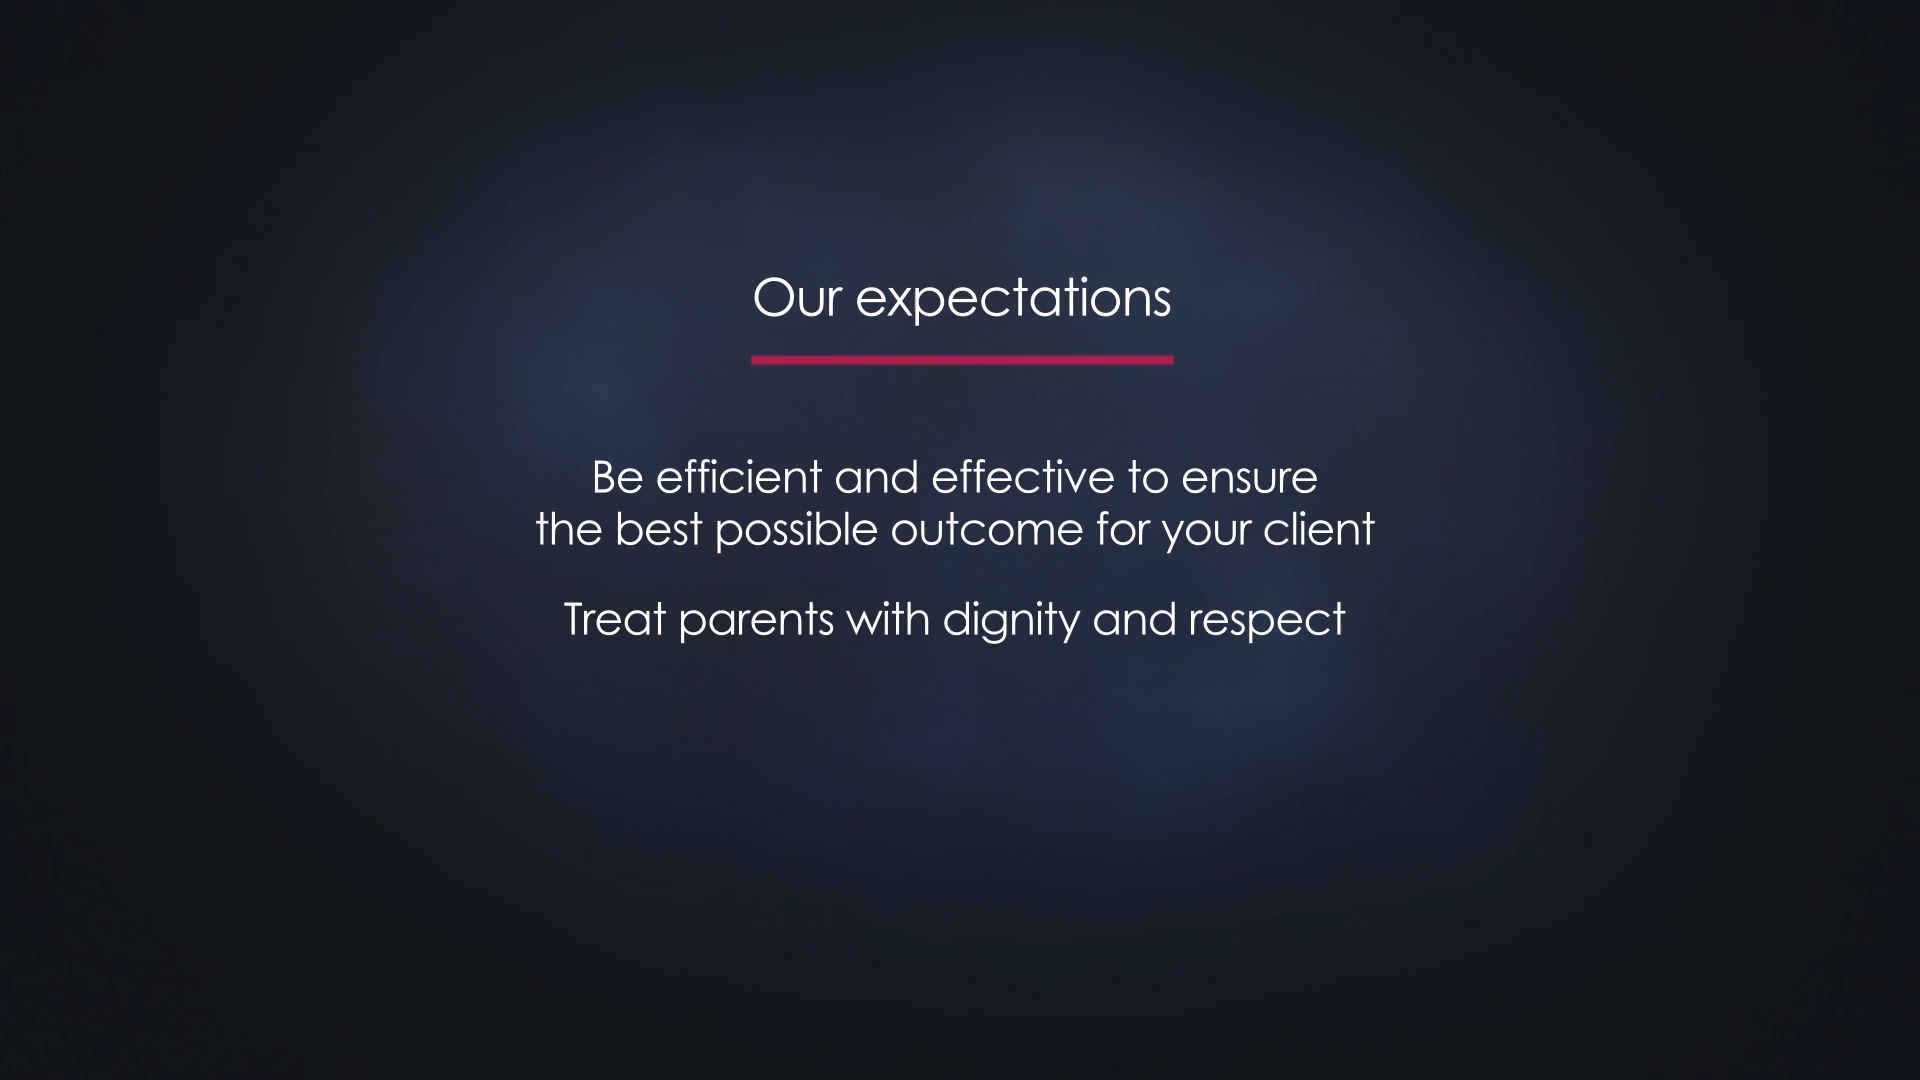 Our expectations
Be efficient and effective to ensure
the best possible outcome for your client
Treat parents with dignity and respect